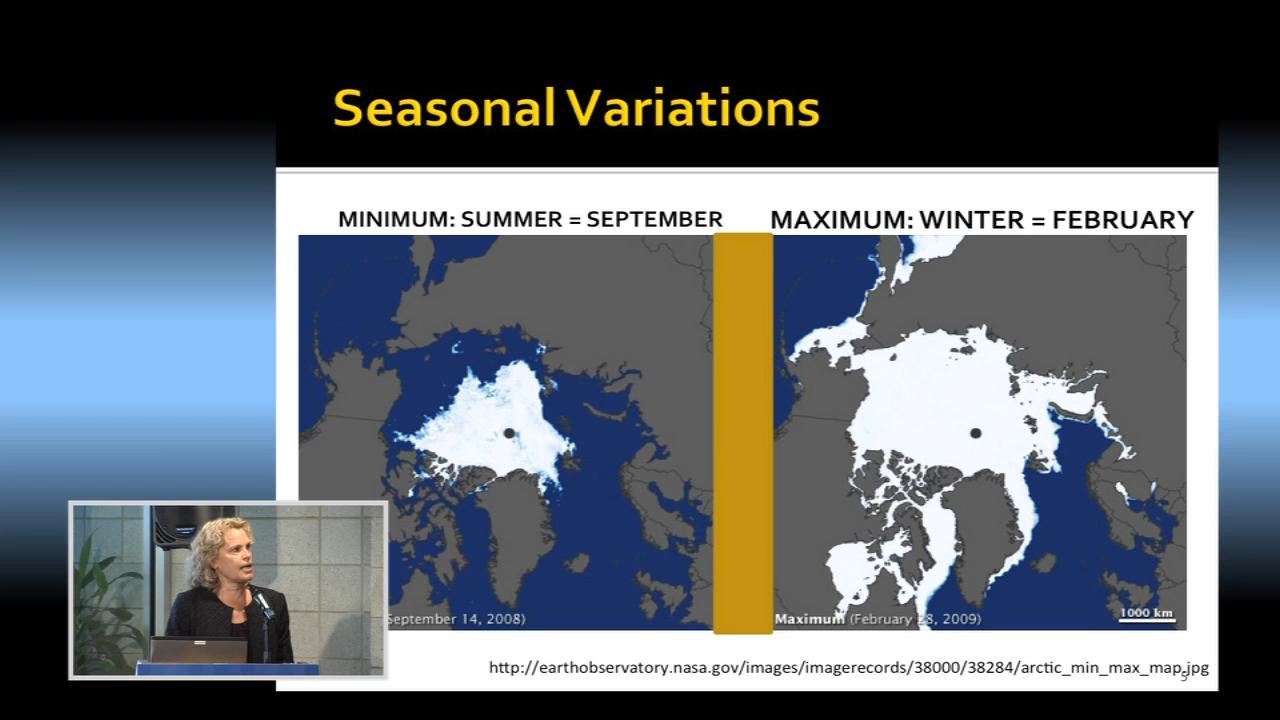 Seasonal Variations
MINIMUM: SUMMER = SEPTEMBER
MAXIMUM: WINTER = FEBRUARY
September 14, 2008)
Maximum (February 28, 2009)
1000 km
http://earthobservatory.nasa.gov/images/imagerecords/38000/38284/arctic_min_max_map.jpg
5